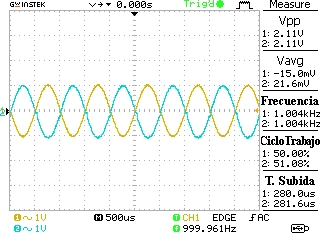 GWINSTEK 0.000s Trig'd Measure
Vpp
1: 2.11V
2: 2.11V
Vavg
1: -15.0mV
2: 21.6mV
Frecuencia
1: 1.004kHz
2: 1.004kHz
CicloTrabajo
1: 50.00%
2: 51.08%
T. Subida
1: 280.0us
2: 281.6us
1 1V M 500us T CH1 EDGE AC
2 1V T 999.961Hz